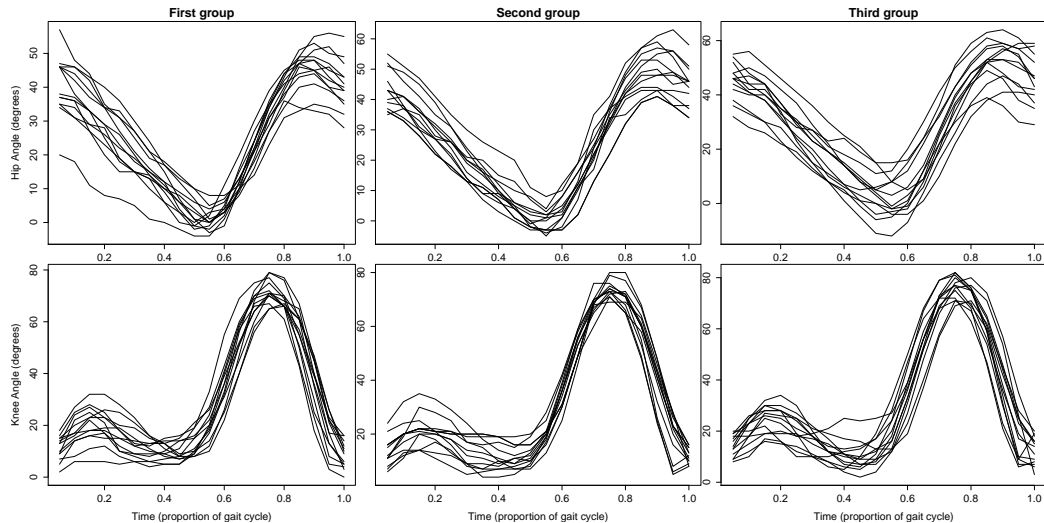 First group
Second group
Third group
Hip Angle (degrees)
0 10 20 30 40 50
0 10 20 30 40 50 60
0 20 40 60
0.2 0.4 0.6 0.8 1.0
0.2 0.4 0.6 0.8 1.0
0.2 0.4 0.6 0.8 1.0
Knee Angle (degrees)
0 20 40 60 80
20 40 60 80
0 20 40 60 80
0.2 0.4 0.6 0.8 1.0
0.2 0.4 0.6 0.8 1.0
0.2 0.4 0.6 0.8 1.0
Time (proportion of gait cycle)
Time (proportion of gait cycle)
Time (proportion of gait cycle)